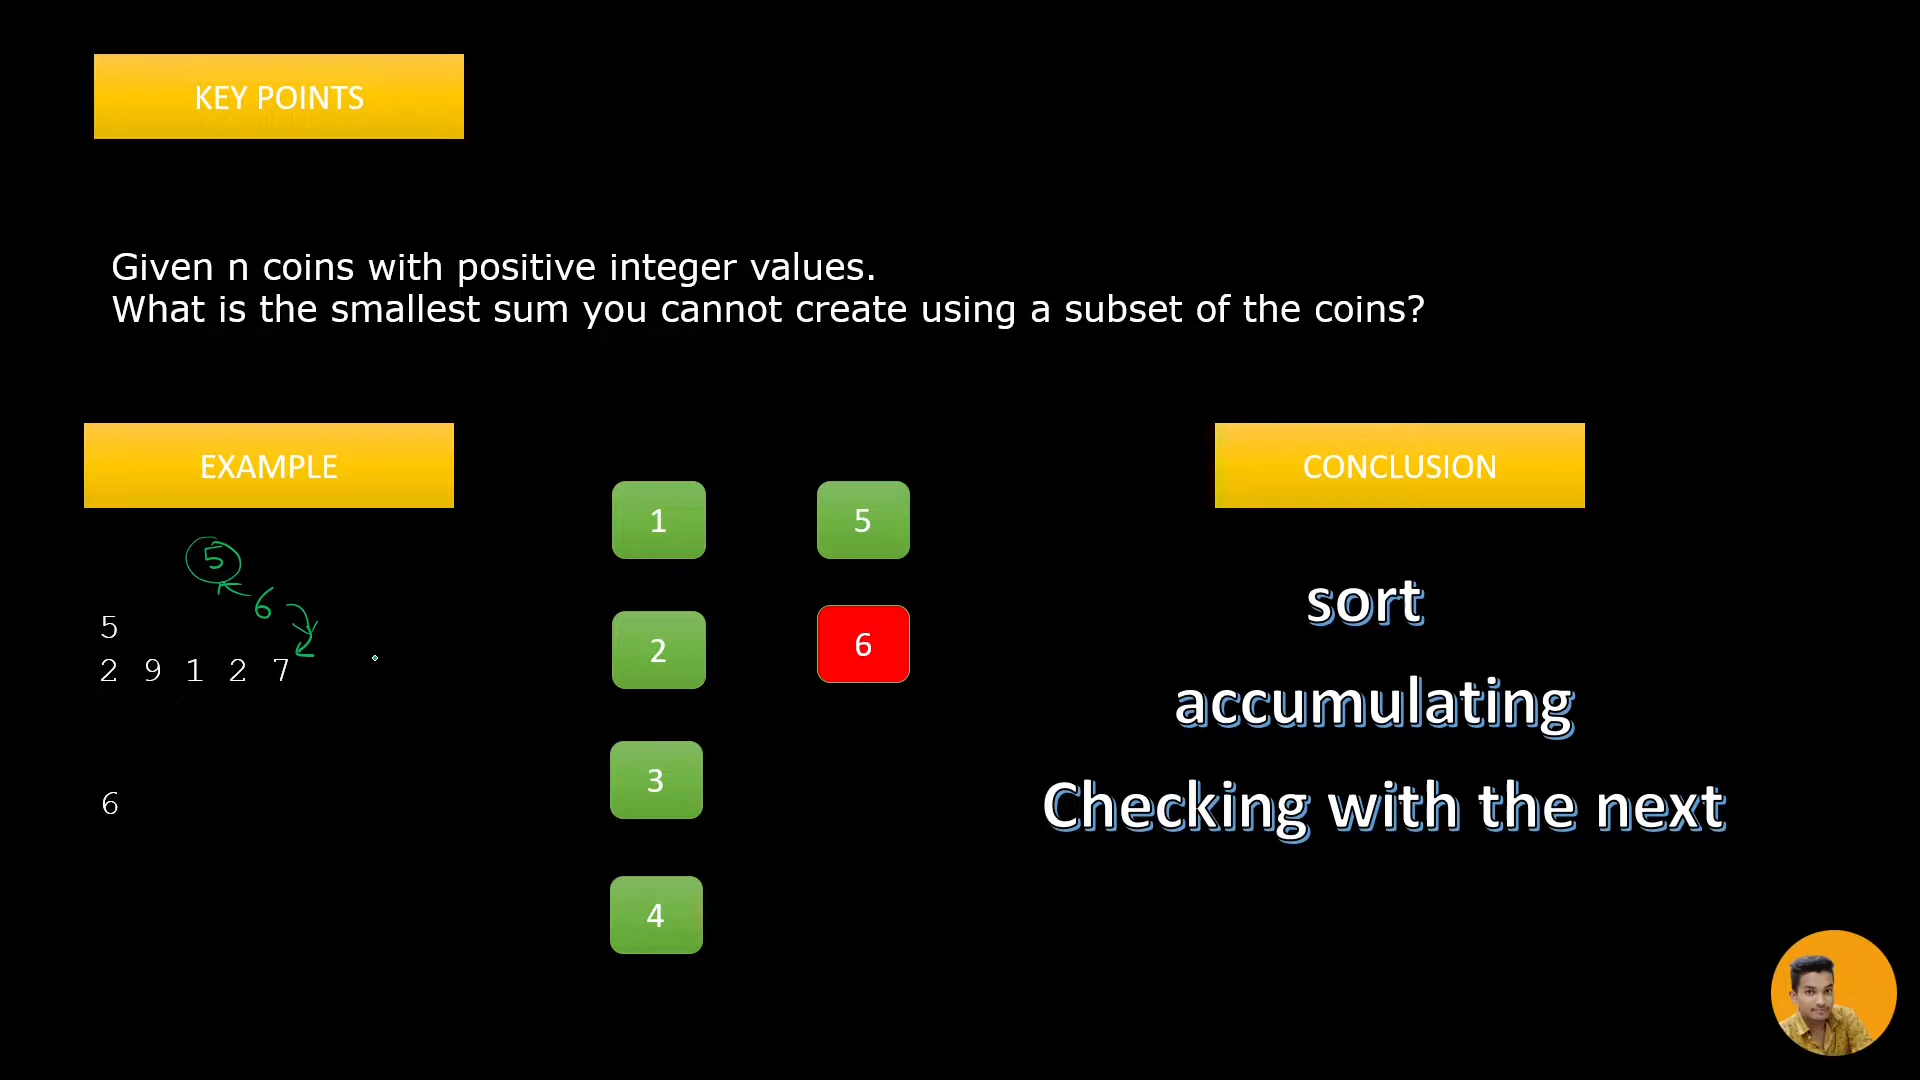 KEY POINTS
Given n coins with positive integer values.
What is the smallest sum you cannot create using a subset of the coins?
EXAMPLE
5
6
5
2 9 1 2 7
6
1
2
3
4
5
6
CONCLUSION
sort
accumulating
Checking with the next